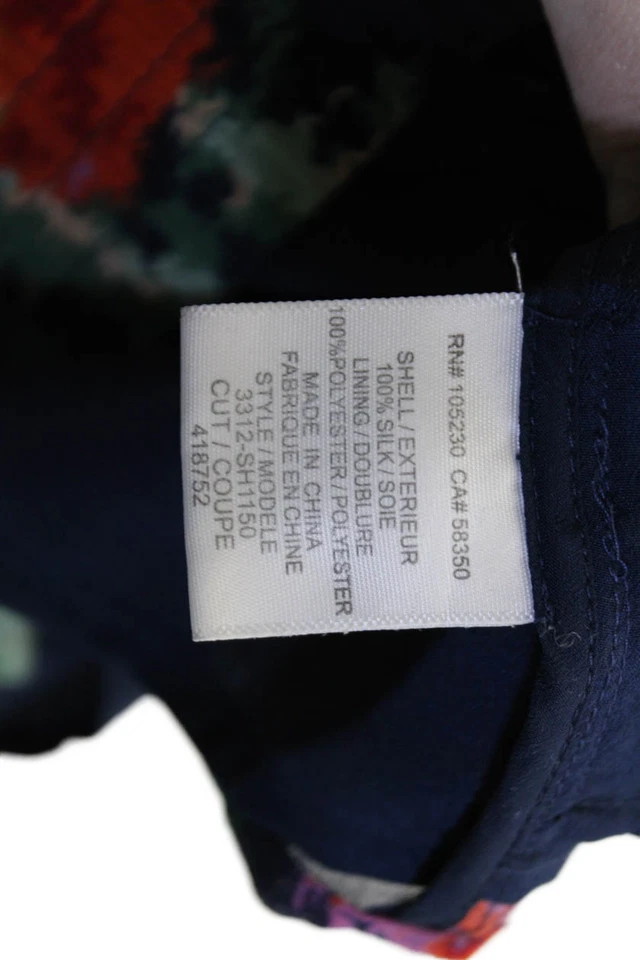 RN# 105230 CA# 58350
SHELL / EXTERIEUR
100% SILK / SOIE
LINING / DOUBLURE
100%POLYESTER / POLYESTER
MADE IN CHINA
FABRIQUE EN CHINE
STYLE / MODELE
3312-SH1150
CUT / COUPE
418752